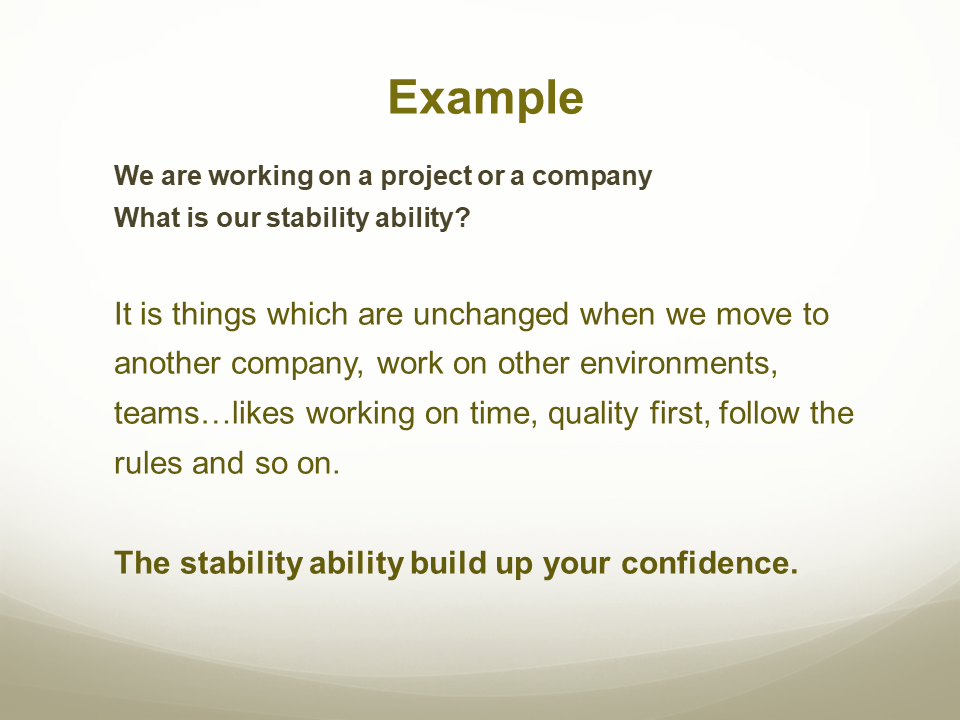 Example
We are working on a project or a company
What is our stability ability?
It is things which are unchanged when we move to
another company, work on other environments,
teams…likes working on time, quality first, follow the
rules and so on.
The stability ability build up your confidence.